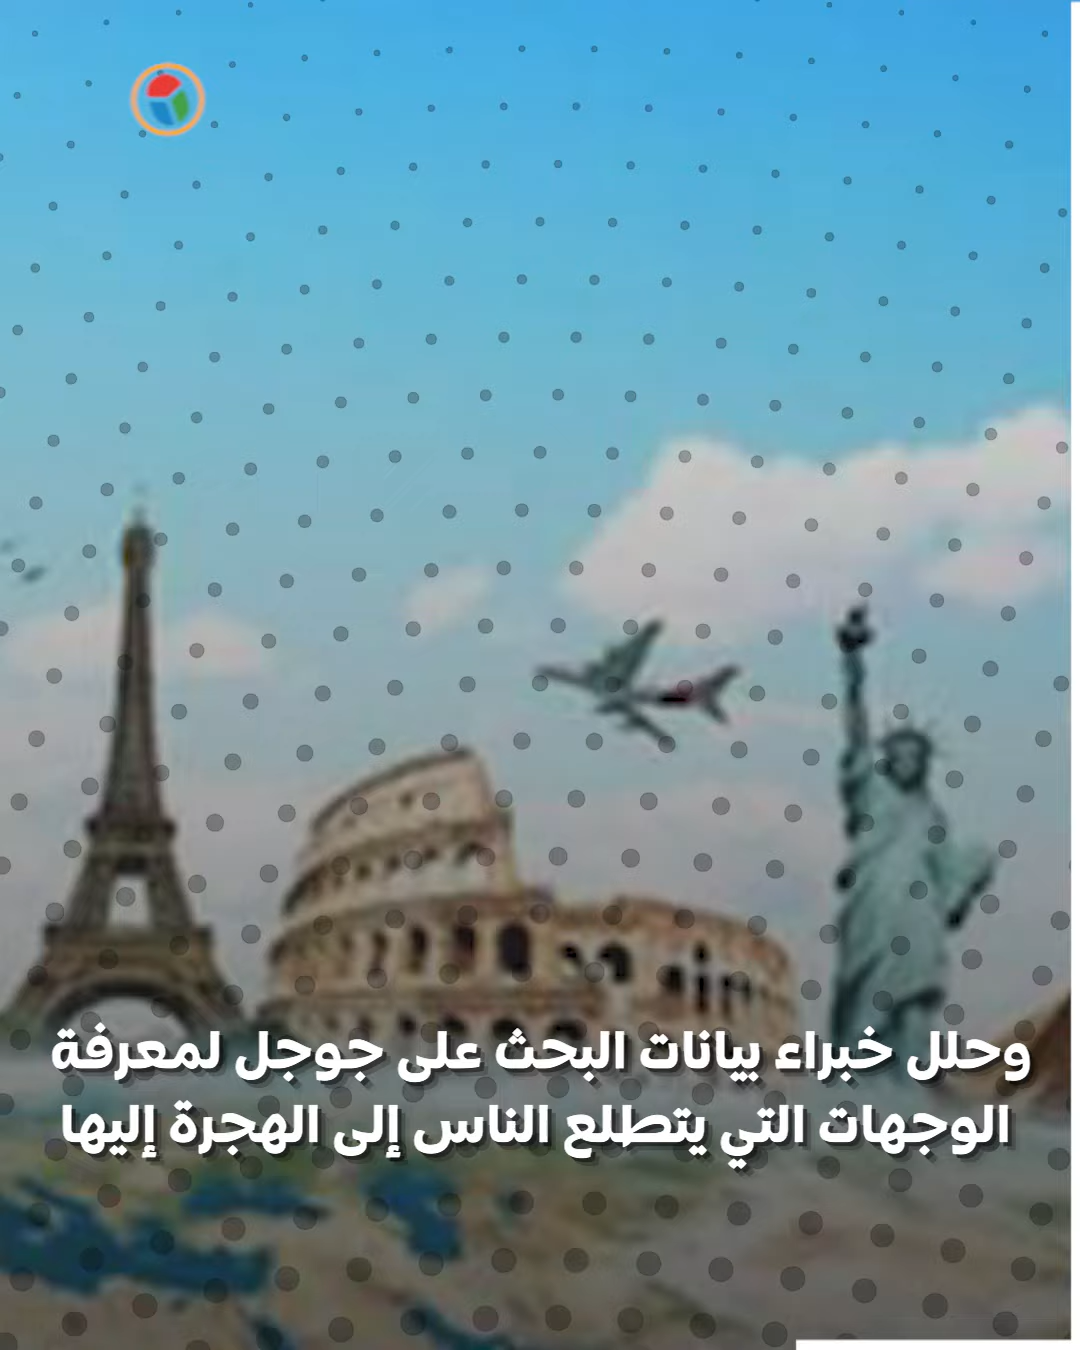 وحلل خبراء بيانات البحث على جوجل لمعرفة
الوجهات التي يتطلع الناس إلى الهجرة إليها